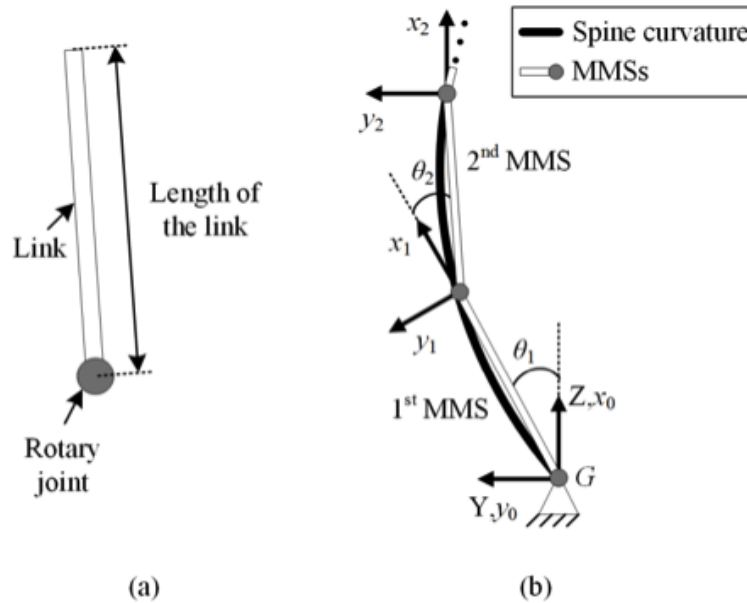 Length of
the link
Link
Rotary
joint
(a)
Spine curvature
MMSs
x₂
y₂
θ₂
2ⁿᵈ MMS
x₁
y₁
θ₁
1ˢᵗ MMS
Z,x₀
G
Y,y₀
(b)